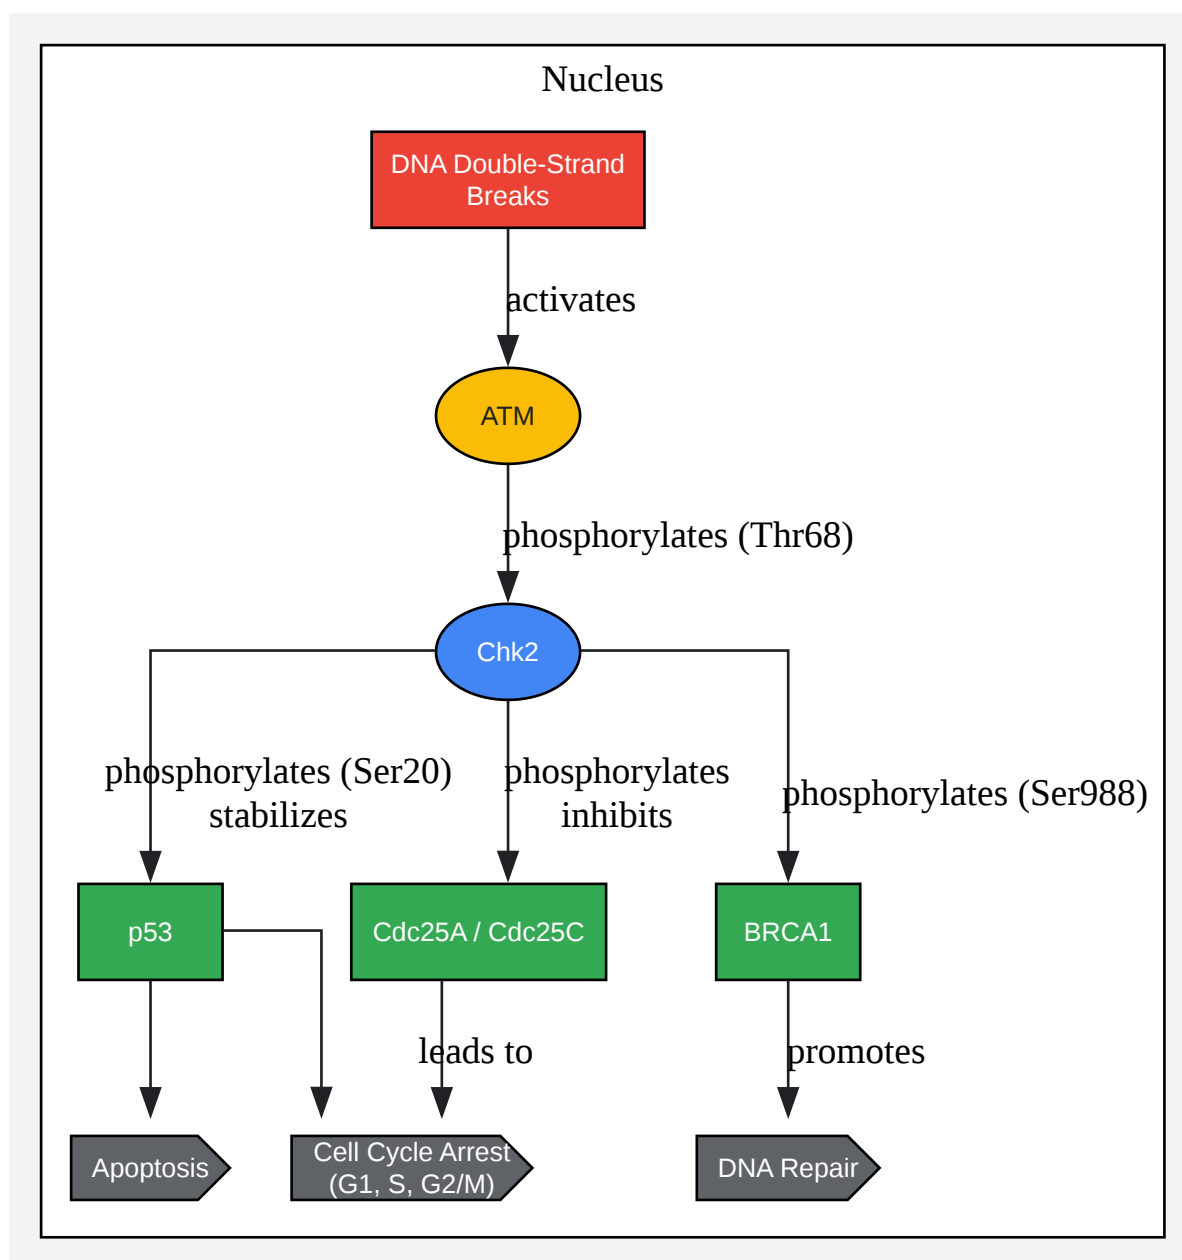 Nucleus
DNA Double-Strand
Breaks
activates
ATM
phosphorylates (Thr68)
Chk2
phosphorylates (Ser20)
stabilizes
phosphorylates
inhibits
phosphorylates (Ser988)
p53
Cdc25A / Cdc25C
BRCA1
leads to
promotes
Apoptosis
Cell Cycle Arrest
(G1, S, G2/M)
DNA Repair